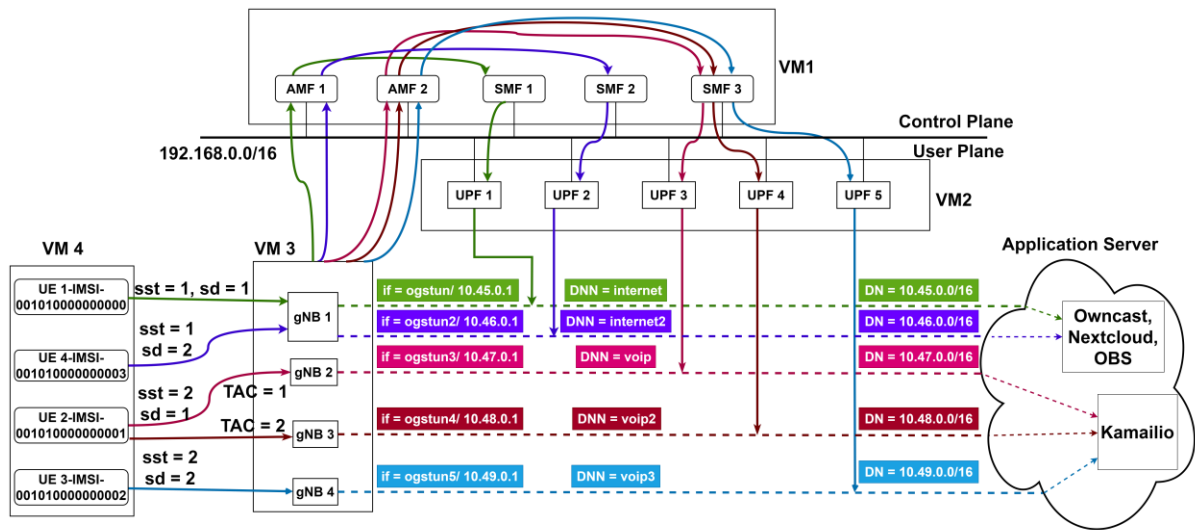 VM1
AMF 1
AMF 2
SMF 1
SMF 2
SMF 3
Control Plane
192.168.0.0/16
User Plane
UPF 1
UPF 2
UPF 3
UPF 4
UPF 5
VM2
VM 4
VM 3
Application Server
UE 1-IMSI-
001010000000000
sst = 1, sd = 1
if = ogstun/ 10.45.0.1
DNN = internet
DN = 10.45.0.0/16
gNB 1
sst = 1
sd = 2
if = ogstun2/ 10.46.0.1
DNN = internet2
DN = 10.46.0.0/16
Owncast,
Nextcloud,
OBS
UE 4-IMSI-
001010000000003
if = ogstun3/ 10.47.0.1
DNN = voip
DN = 10.47.0.0/16
gNB 2
sst = 2
sd = 1
TAC = 1
UE 2-IMSI-
001010000000001
TAC = 2
gNB 3
if = ogstun4/ 10.48.0.1
DNN = voip2
DN = 10.48.0.0/16
Kamailio
sst = 2
sd = 2
UE 3-IMSI-
001010000000002
gNB 4
if = ogstun5/ 10.49.0.1
DNN = voip3
DN = 10.49.0.0/16